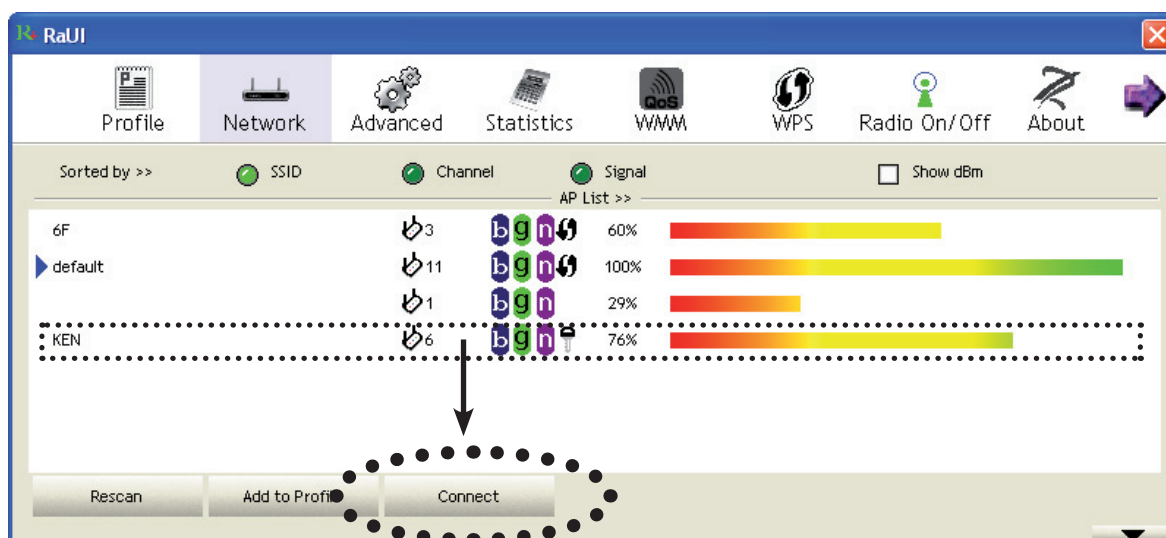 RaUI
Profile Network Advanced Statistics WMM WPS Radio On/Off About
QoS
Sorted by >> SSID Channel Signal Show dBm
AP List >>
6F 3 b g n 60%
default 11 b g n 100%
1 b g n 29%
KEN 6 b g n 76%
Rescan Add to Profi Connect